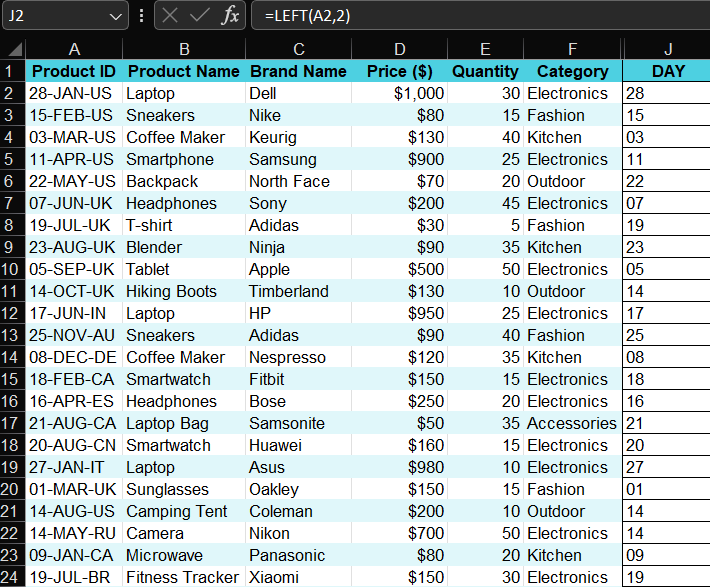 J2 fx =LEFT(A2,2)
A B C D E F J
1 Product ID Product Name Brand Name Price ($) Quantity Category DAY
2 28-JAN-US Laptop Dell $1,000 30 Electronics 28
3 15-FEB-US Sneakers Nike $80 15 Fashion 15
4 03-MAR-US Coffee Maker Keurig $130 40 Kitchen 03
5 11-APR-US Smartphone Samsung $900 25 Electronics 11
6 22-MAY-US Backpack North Face $70 20 Outdoor 22
7 07-JUN-UK Headphones Sony $200 45 Electronics 07
8 19-JUL-UK T-shirt Adidas $30 5 Fashion 19
9 23-AUG-UK Blender Ninja $90 35 Kitchen 23
10 05-SEP-UK Tablet Apple $500 50 Electronics 05
11 14-OCT-UK Hiking Boots Timberland $130 10 Outdoor 14
12 17-JUN-IN Laptop HP $950 25 Electronics 17
13 25-NOV-AU Sneakers Adidas $90 40 Fashion 25
14 08-DEC-DE Coffee Maker Nespresso $120 35 Kitchen 08
15 18-FEB-CA Smartwatch Fitbit $150 15 Electronics 18
16 16-APR-ES Headphones Bose $250 20 Electronics 16
17 21-AUG-CA Laptop Bag Samsonite $50 35 Accessories 21
18 20-AUG-CN Smartwatch Huawei $160 15 Electronics 20
19 27-JAN-IT Laptop Asus $980 10 Electronics 27
20 01-MAR-UK Sunglasses Oakley $150 15 Fashion 01
21 14-AUG-US Camping Tent Coleman $200 10 Outdoor 14
22 14-MAY-RU Camera Nikon $700 50 Electronics 14
23 09-JAN-CA Microwave Panasonic $80 20 Kitchen 09
24 19-JUL-BR Fitness Tracker Xiaomi $150 30 Electronics 19